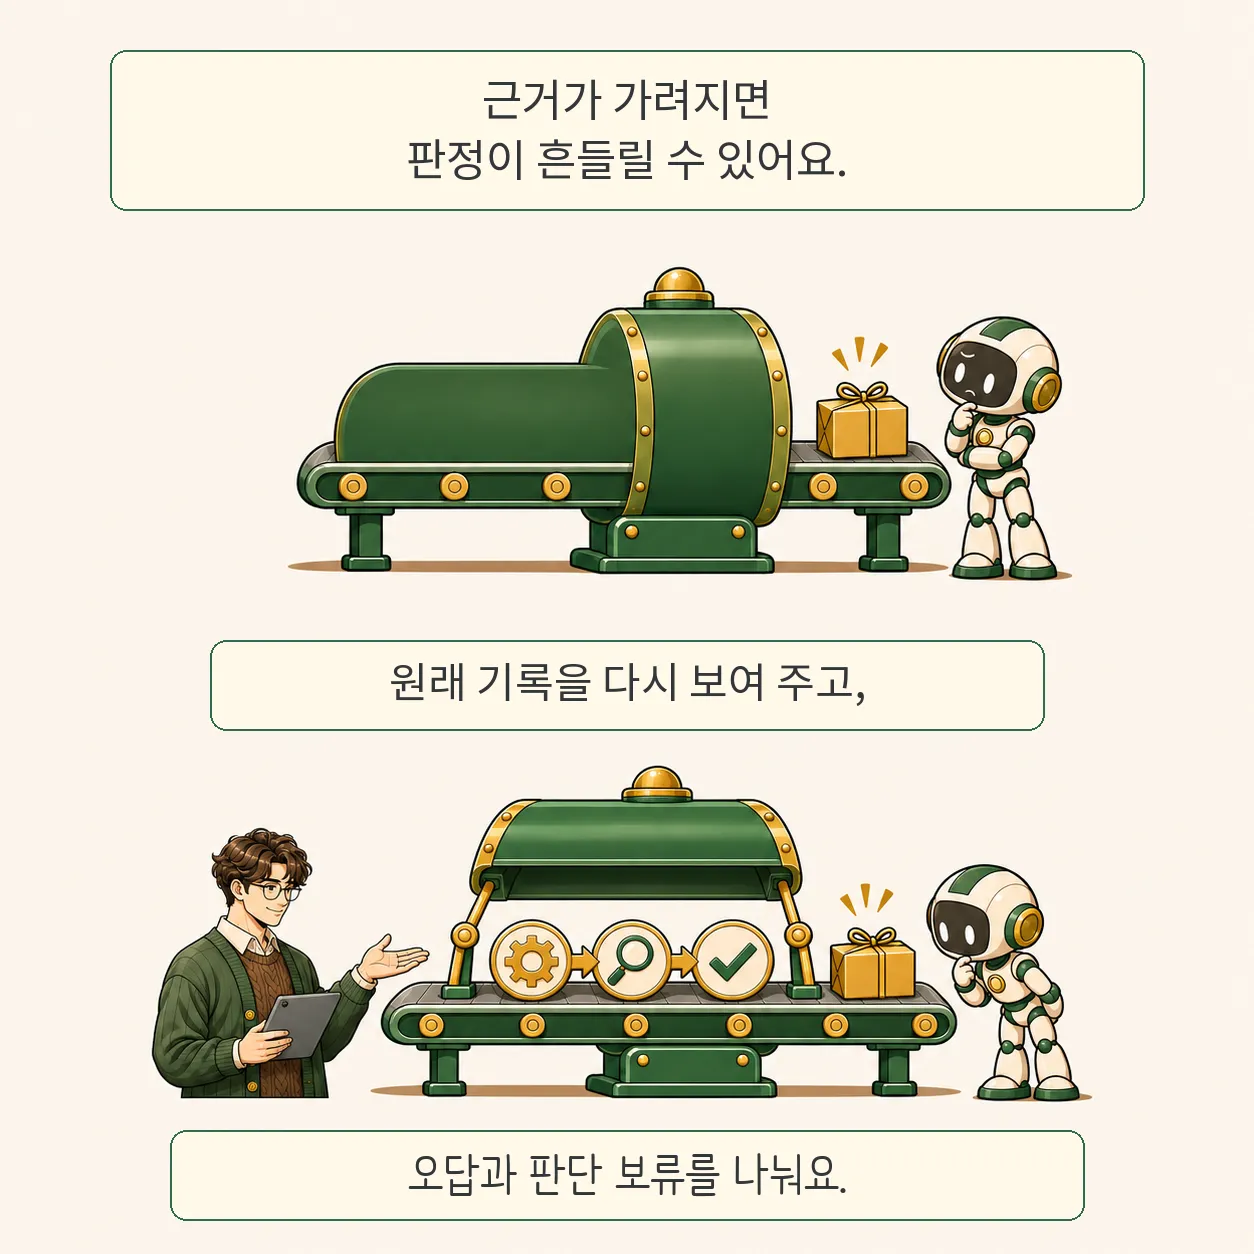 근거가 가려지면
판정이 흔들릴 수 있어요.
원래 기록을 다시 보여 주고,
오답과 판단 보류를 나눠요.